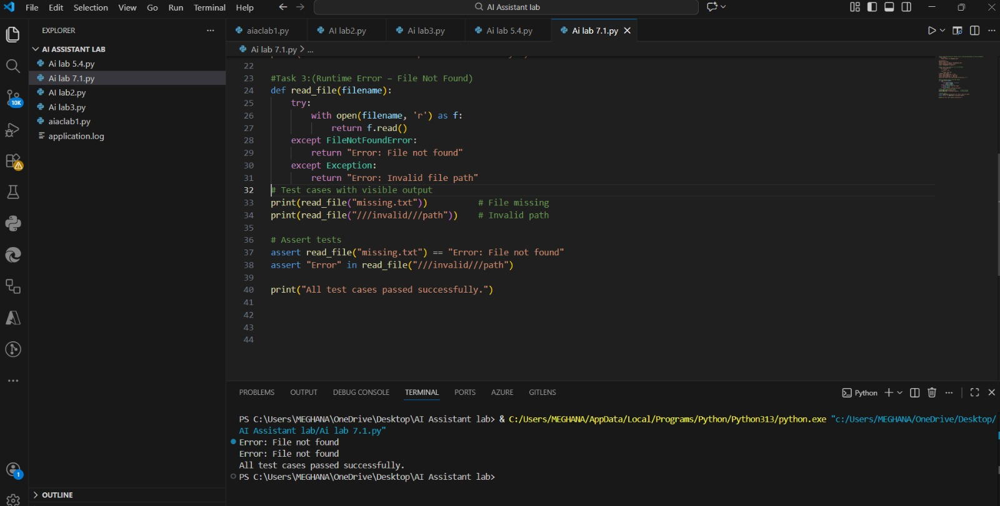 File Edit Selection View Go Run Terminal Help
AI Assistant lab
EXPLORER
AI ASSISTANT LAB
Ai lab 5.4.py
Ai lab 7.1.py
AI lab2.py
Ai lab3.py
aiaclab1.py
application.log
10K
1
OUTLINE
aiaclab1.py AI lab2.py Ai lab3.py Ai lab 5.4.py Ai lab 7.1.py
Ai lab 7.1.py > ...
22
23 #Task 3:(Runtime Error – File Not Found)
24 def read_file(filename):
25 try:
26 with open(filename, 'r') as f:
27 return f.read()
28 except FileNotFoundError:
29 return "Error: File not found"
30 except Exception:
31 return "Error: Invalid file path"
32 # Test cases with visible output
33 print(read_file("missing.txt")) # File missing
34 print(read_file("///invalid///path")) # Invalid path
35
36 # Assert tests
37 assert read_file("missing.txt") == "Error: File not found"
38 assert "Error" in read_file("///invalid///path")
39
40 print("All test cases passed successfully.")
41
42
43
44
PROBLEMS OUTPUT DEBUG CONSOLE TERMINAL PORTS AZURE GITLENS
Python
PS C:\Users\MEGHANA\OneDrive\Desktop\AI Assistant lab> & C:/Users/MEGHANA/AppData/Local/Programs/Python/Python313/python.exe "c:/Users/MEGHANA/OneDrive/Desktop/
AI Assistant lab/Ai lab 7.1.py"
Error: File not found
Error: File not found
All test cases passed successfully.
PS C:\Users\MEGHANA\OneDrive\Desktop\AI Assistant lab>